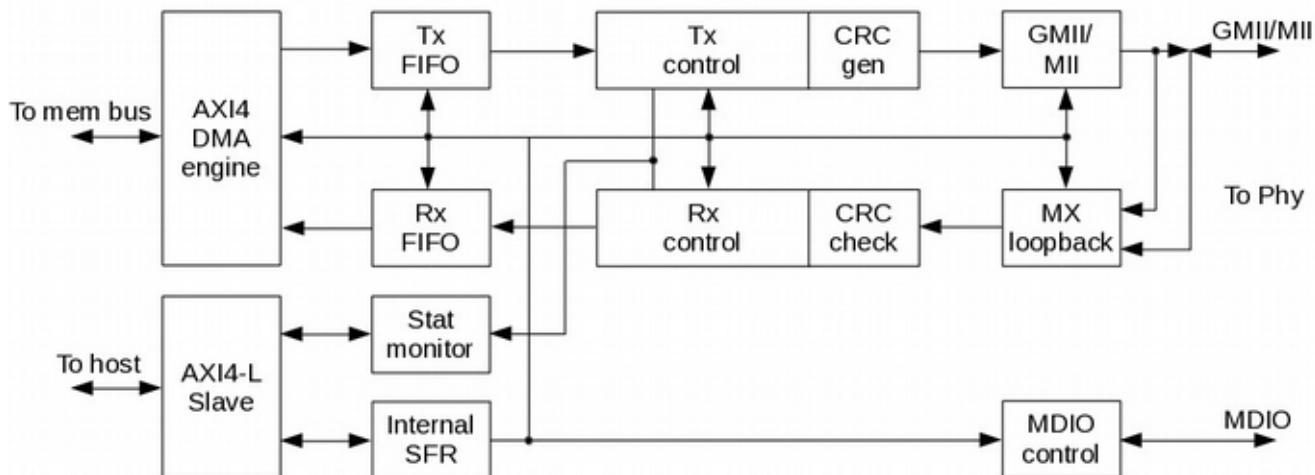 Tx
FIFO
Tx
control
CRC
gen
GMII/
MII
GMII/MII
To mem bus
AXI4
DMA
engine
Rx
FIFO
Rx
control
CRC
check
MX
loopback
To Phy
Stat
monitor
To host
AXI4-L
Slave
Internal
SFR
MDIO
control
MDIO